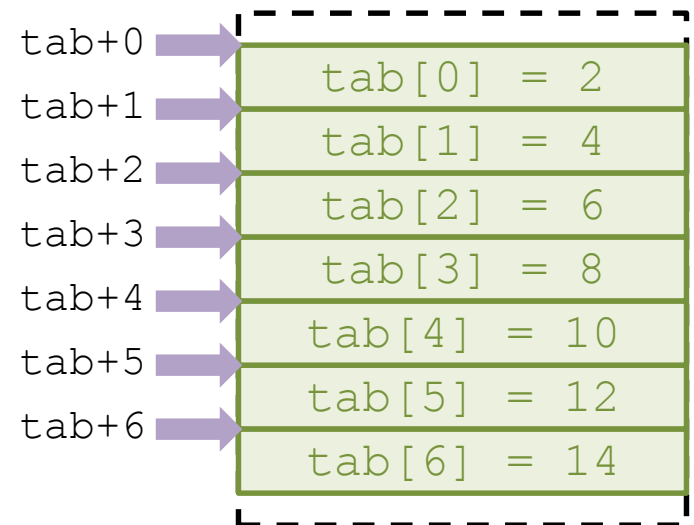 tab+0
tab[0] = 2
tab+1
tab[1] = 4
tab+2
tab[2] = 6
tab+3
tab[3] = 8
tab+4
tab[4] = 10
tab+5
tab[5] = 12
tab+6
tab[6] = 14